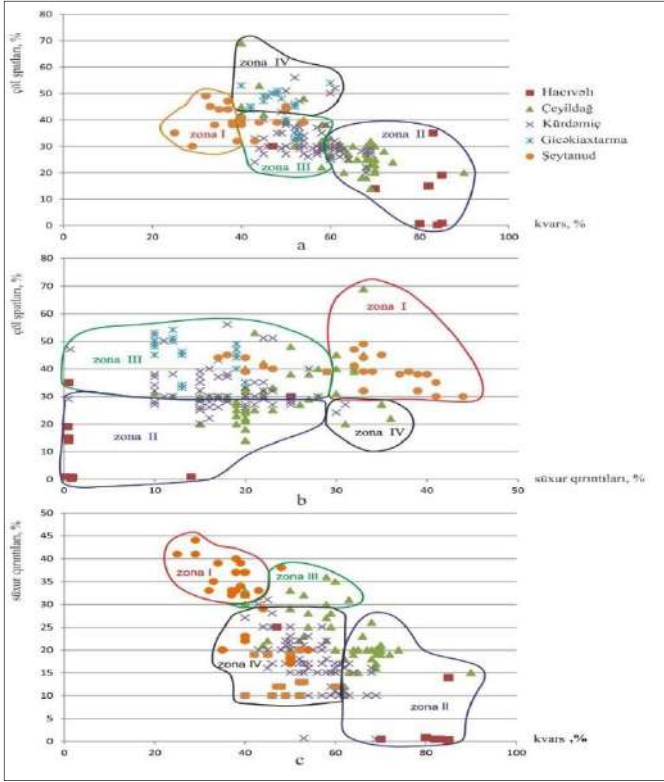 çöl şpatları, %
80
70
60
50
40
30
20
10
0
zona IV
zona I
zona II
zona III
0 20 40 60 80 100
kvars, %
a
Hacıvəli
Çeyildağ
Kürdəmiç
Gicəkiaxtarma
Şeytanud
çöl şpatları, %
80
70
60
50
40
30
20
10
0
zona I
zona III
zona II
zona IV
0 10 20 30 40 50
süxur qırıntıları, %
b
süxur qırıntıları, %
50
45
40
35
30
25
20
15
10
5
0
zona I
zona III
zona IV
zona II
0 20 40 60 80 100
kvars ,%
c